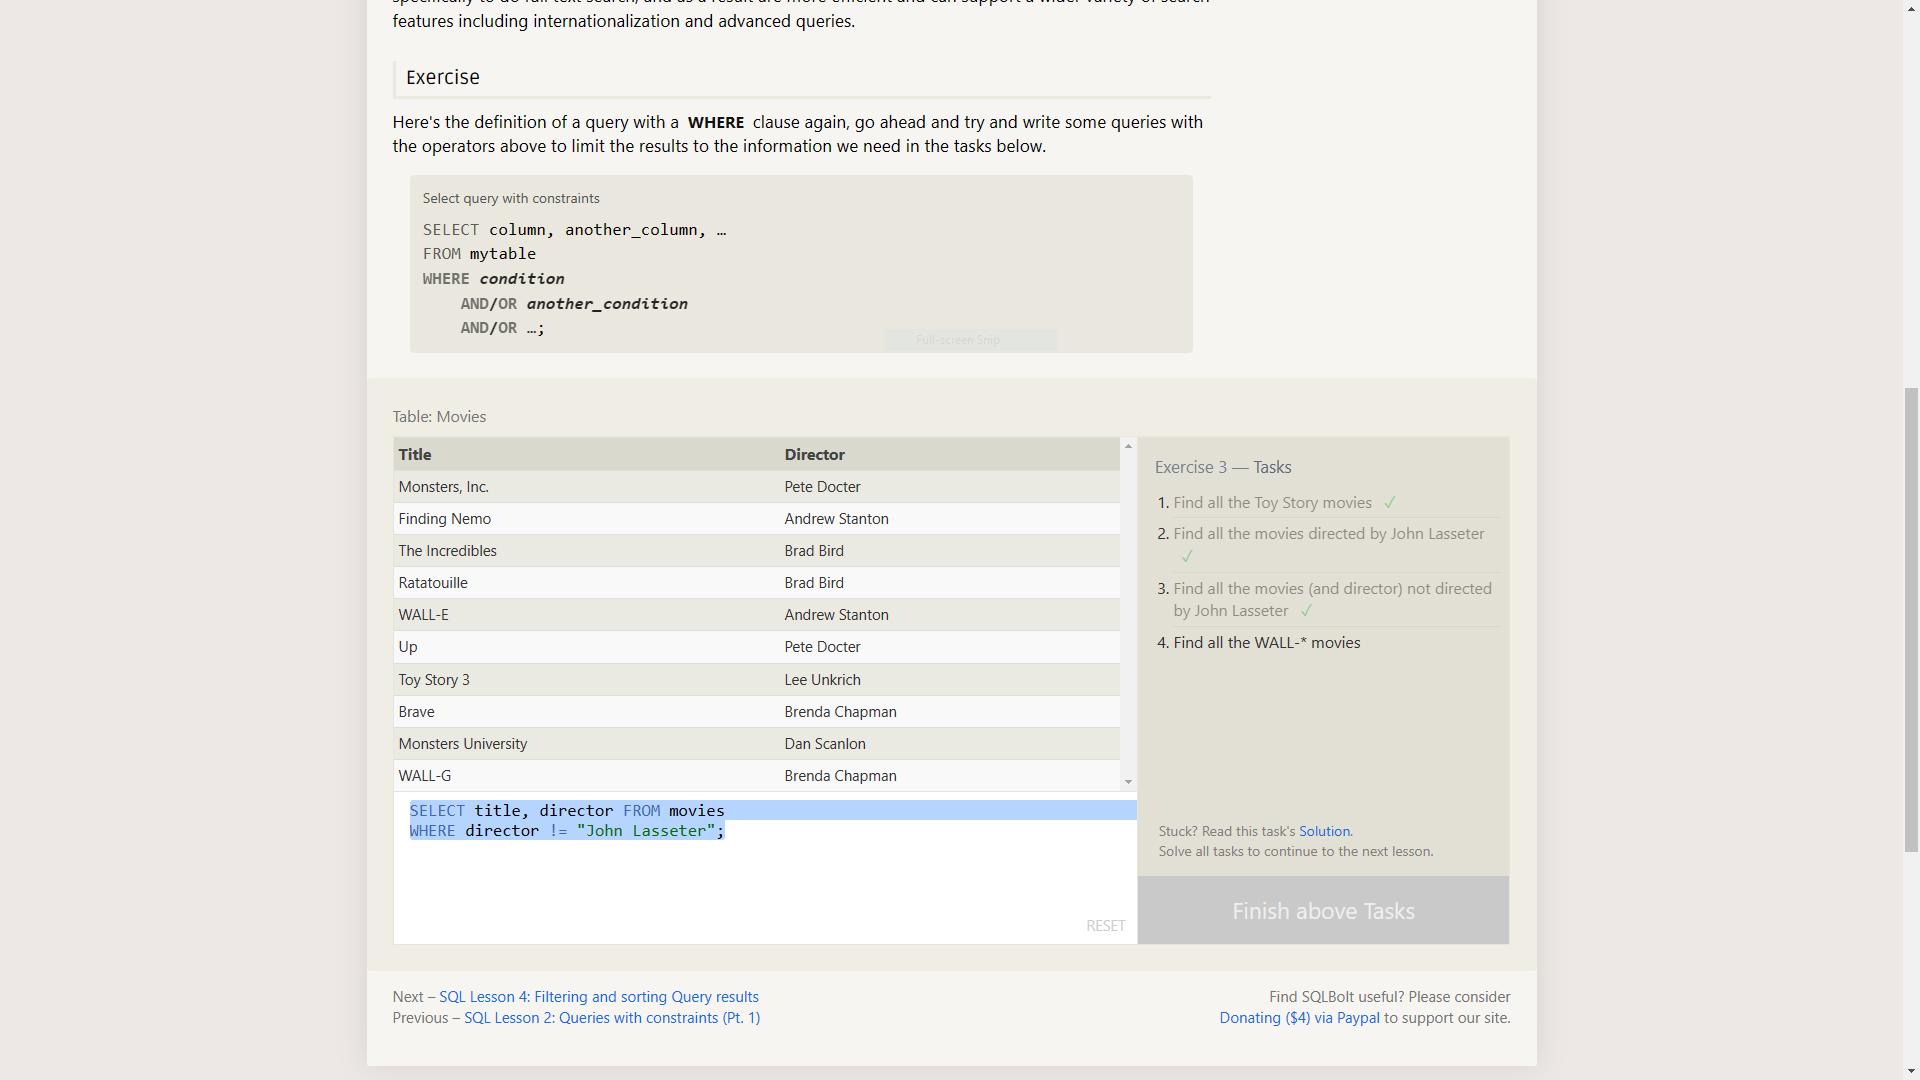 features including internationalization and advanced queries.
Exercise
Here's the definition of a query with a WHERE clause again, go ahead and try and write some queries with
the operators above to limit the results to the information we need in the tasks below.
Select query with constraints
SELECT column, another_column, …
FROM mytable
WHERE condition
AND/OR another_condition
AND/OR …;
Full-screen Snip
Table: Movies
Title Director
Monsters, Inc. Pete Docter
Finding Nemo Andrew Stanton
The Incredibles Brad Bird
Ratatouille Brad Bird
WALL-E Andrew Stanton
Up Pete Docter
Toy Story 3 Lee Unkrich
Brave Brenda Chapman
Monsters University Dan Scanlon
WALL-G Brenda Chapman
SELECT title, director FROM movies
WHERE director != "John Lasseter";
RESET
Exercise 3 — Tasks
1. Find all the Toy Story movies ✓
2. Find all the movies directed by John Lasseter
✓
3. Find all the movies (and director) not directed
by John Lasseter ✓
4. Find all the WALL-* movies
Stuck? Read this task's Solution.
Solve all tasks to continue to the next lesson.
Finish above Tasks
Next – SQL Lesson 4: Filtering and sorting Query results
Previous – SQL Lesson 2: Queries with constraints (Pt. 1)
Find SQLBolt useful? Please consider
Donating ($4) via Paypal to support our site.